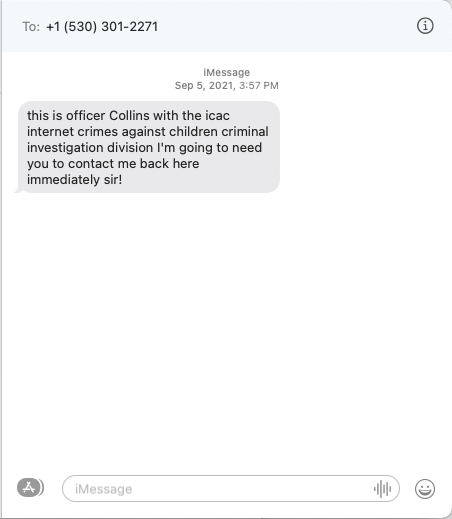 To: +1 (530) 301-2271
iMessage
Sep 5, 2021, 3:57 PM
this is officer Collins with the icac
internet crimes against children criminal
investigation division I'm going to need
you to contact me back here
immediately sir!
iMessage